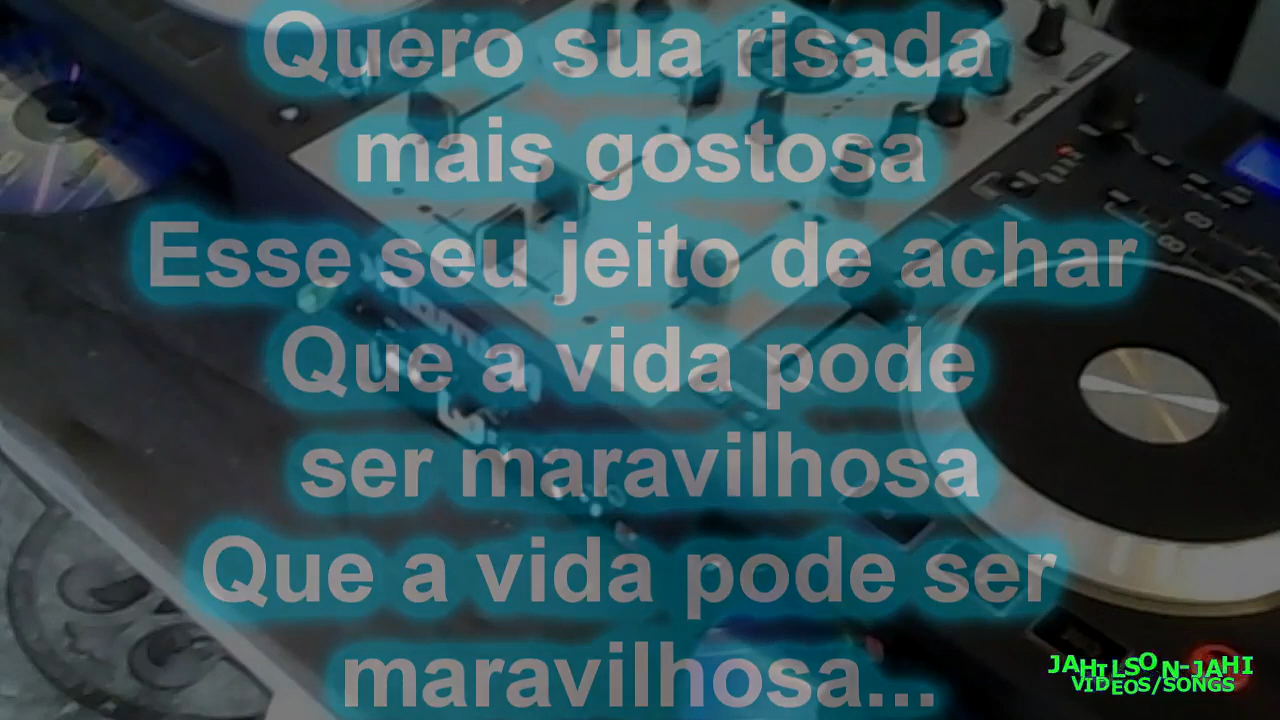 Quero sua risada
mais gostosa
Esse seu jeito de achar
Que a vida pode
ser maravilhosa
Que a vida pode ser
maravilhosa...
JAHILSON-JAHI
VIDEOS/SONGS